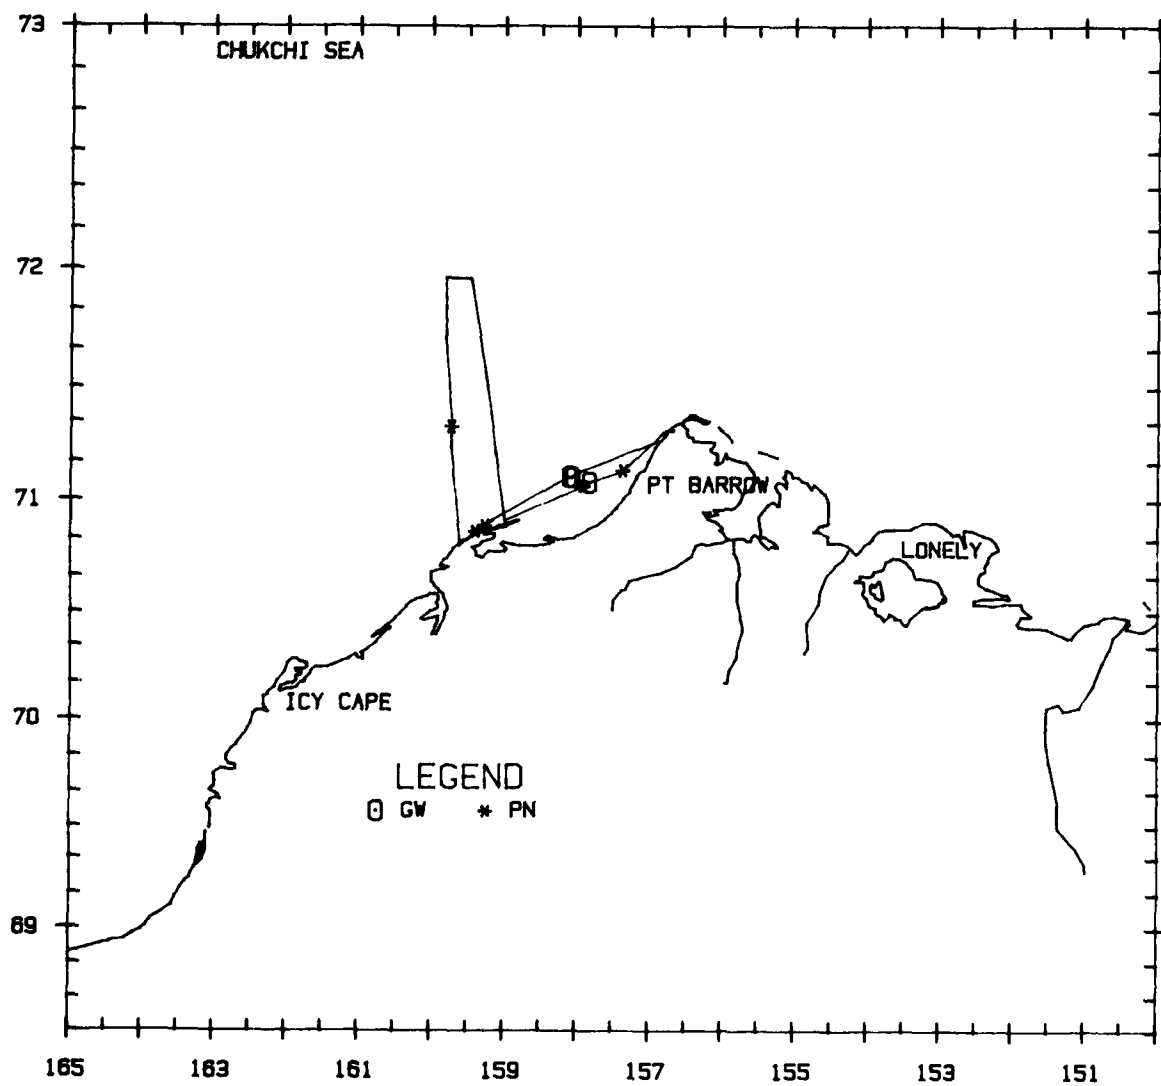 73
CHUKCHI SEA
72
71
PT BARROW
LONELY
70
ICY CAPE
LEGEND
GW * PN
69
165 163 161 159 157 155 153 151